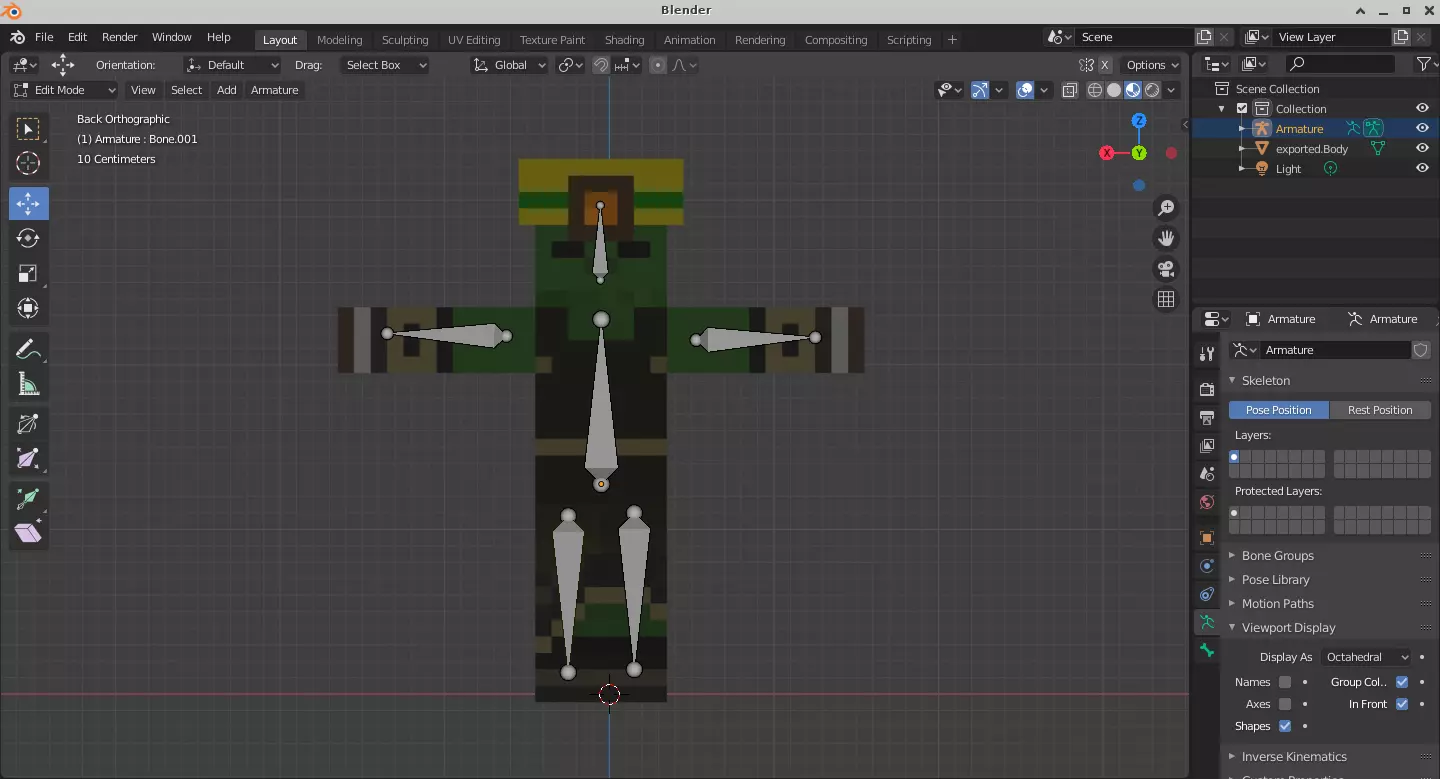 Blender
File Edit Render Window Help Layout Modeling Sculpting UV Editing Texture Paint Shading Animation Rendering Compositing Scripting + Scene View Layer
Orientation: Default Drag: Select Box Global X Options
Edit Mode View Select Add Armature
Back Orthographic
(1) Armature : Bone.001
10 Centimeters
Z
X Y
Scene Collection
Collection
Armature
exported.Body
Light
Armature Armature
Armature
Skeleton
Pose Position Rest Position
Layers:
Protected Layers:
Bone Groups
Pose Library
Motion Paths
Viewport Display
Display As Octahedral
Names Group Col..
Axes In Front
Shapes
Inverse Kinematics